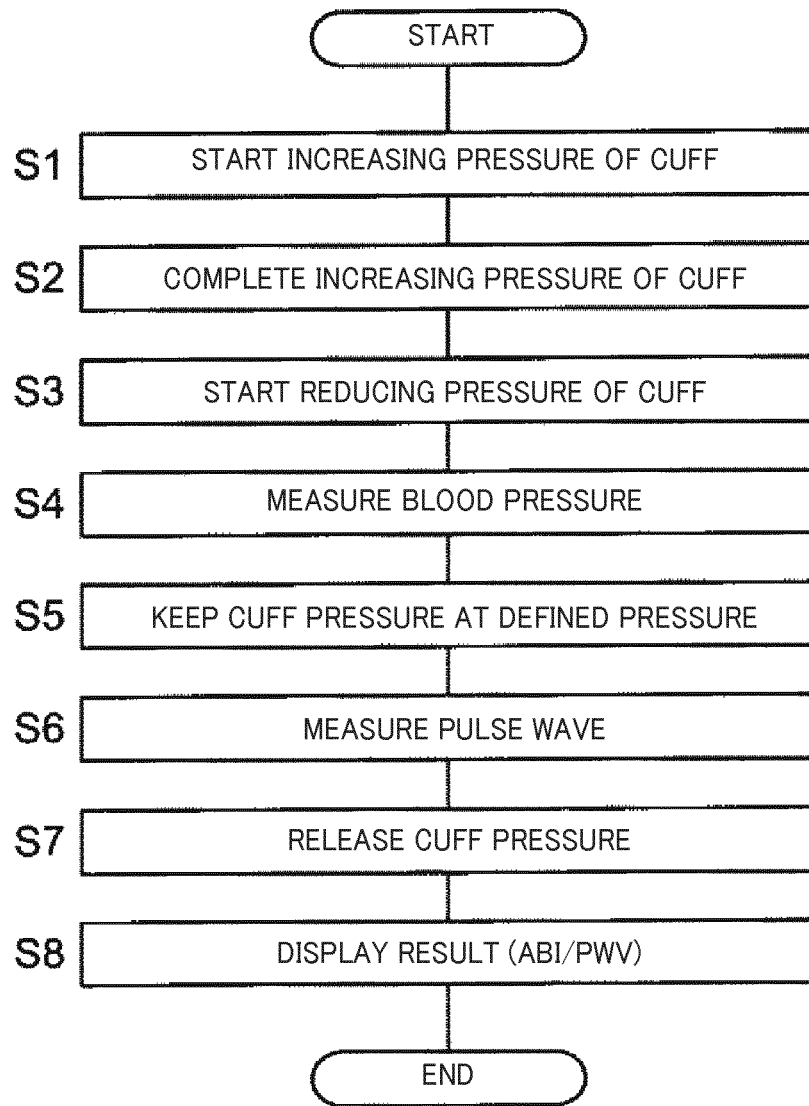 START
S1 START INCREASING PRESSURE OF CUFF
S2 COMPLETE INCREASING PRESSURE OF CUFF
S3 START REDUCING PRESSURE OF CUFF
S4 MEASURE BLOOD PRESSURE
S5 KEEP CUFF PRESSURE AT DEFINED PRESSURE
S6 MEASURE PULSE WAVE
S7 RELEASE CUFF PRESSURE
S8 DISPLAY RESULT (ABI/PWV)
END